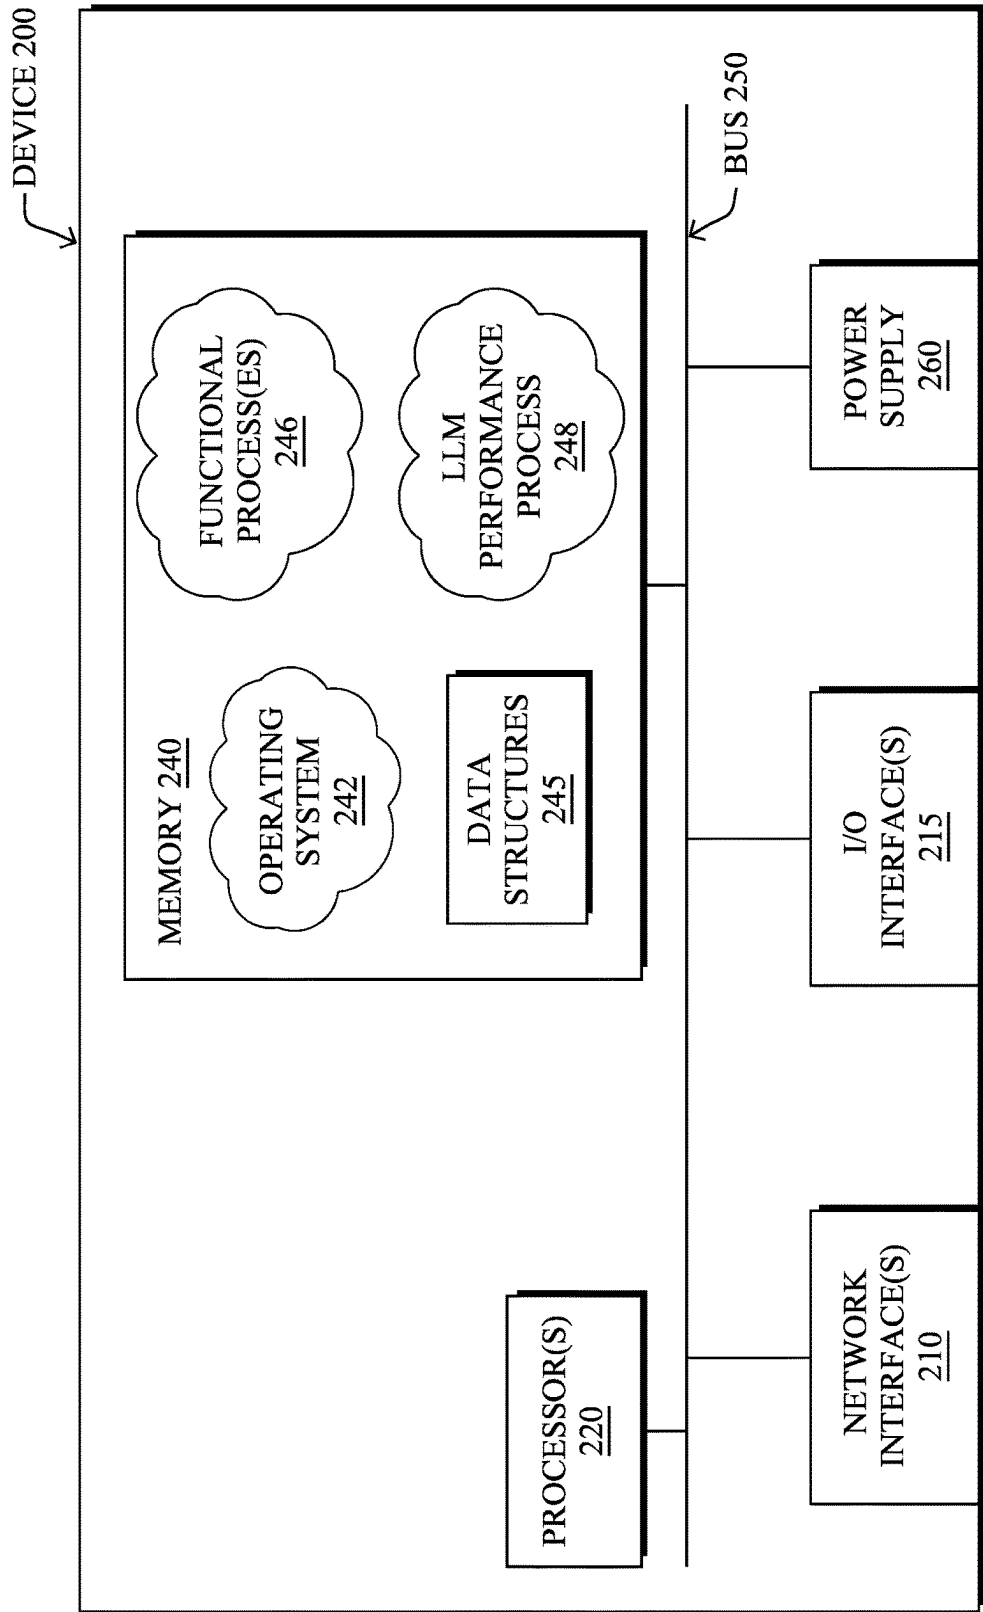 DEVICE 200
MEMORY 240
OPERATING
SYSTEM
242
FUNCTIONAL
PROCESS(ES)
246
DATA
STRUCTURES
245
LLM
PERFORMANCE
PROCESS
248
PROCESSOR(S)
220
BUS 250
NETWORK
INTERFACE(S)
210
I/O
INTERFACE(S)
215
POWER
SUPPLY
260